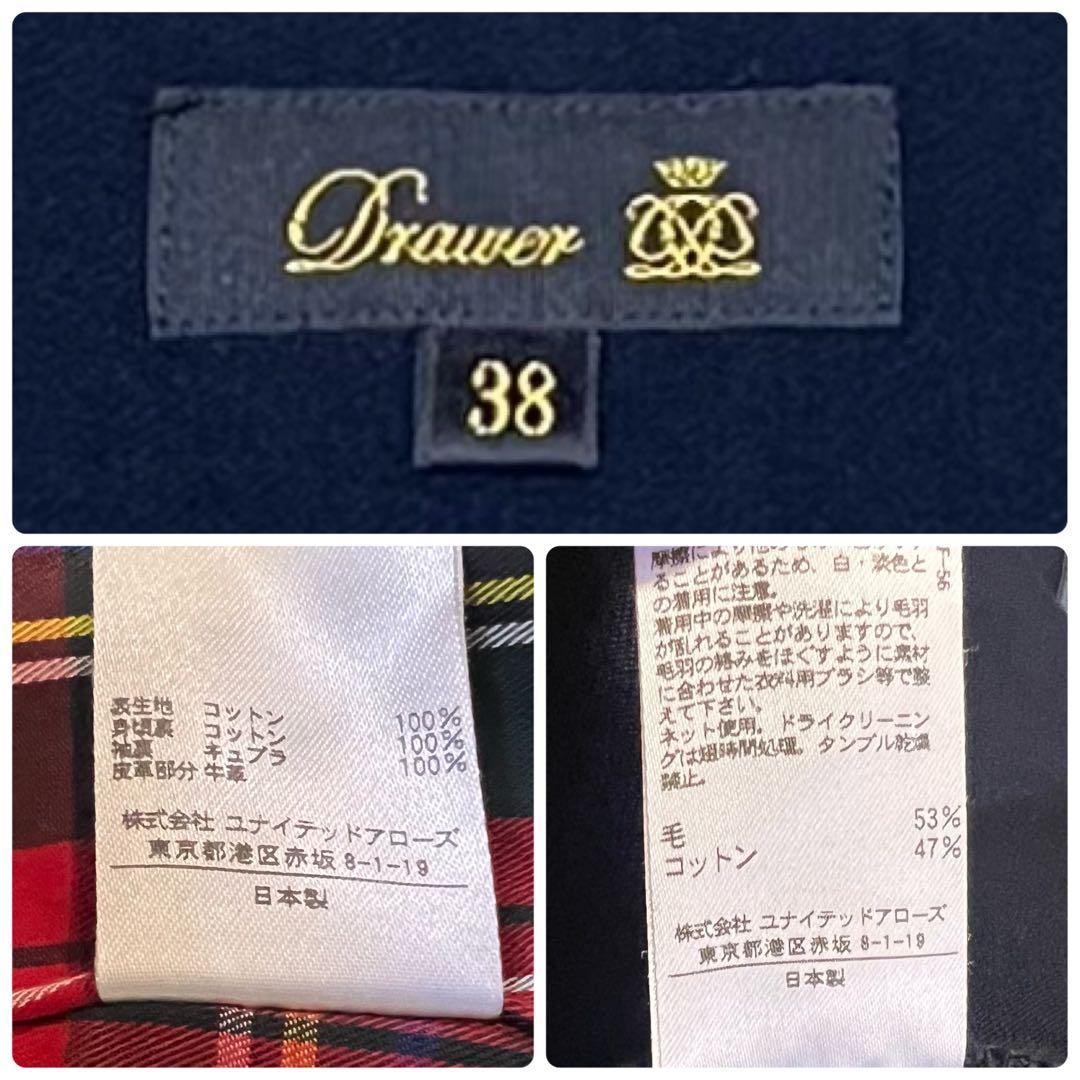 Drawer
38
表生地 コットン 100%
身頃裏 コットン 100%
袖裏 キュプラ 100%
皮革部分 牛革
株式会社 ユナイテッドアローズ
東京都港区赤坂 8-1-19
日本製
ることがあるため、白・淡色と
の着用に注意。
着用中の摩擦や洗濯により毛羽
が乱れることがありますので、
毛羽の絡みをほぐすように素材
に合わせた衣料用ブラシ等で整
えて下さい。
ネット使用。ドライクリーニン
グは短時間処理。タンブル乾燥
禁止。
毛 53%
コットン 47%
株式会社 ユナイテッドアローズ
東京都港区赤坂 8-1-19
日本製